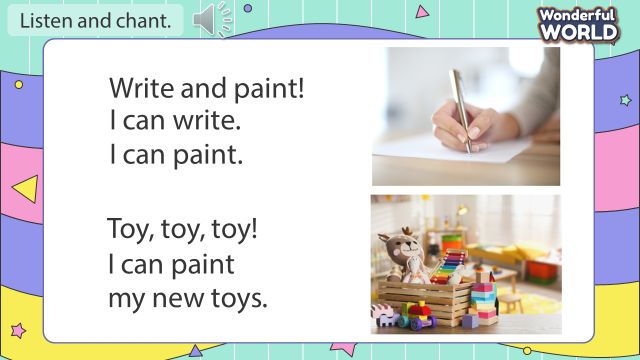 Listen and chant.
Wonderful
WORLD
Write and paint!
I can write.
I can paint.
Toy, toy, toy!
I can paint
my new toys.